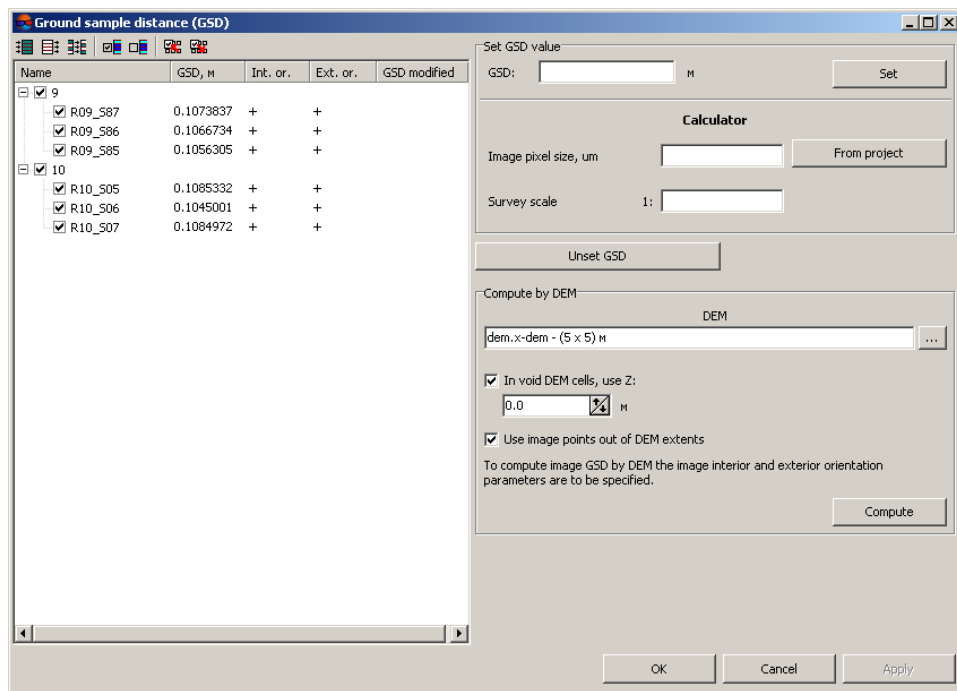 Ground sample distance (GSD)
Name GSD, м Int. or. Ext. or. GSD modified
9
R09_S87 0.1073837 + +
R09_S86 0.1066734 + +
R09_S85 0.1056305 + +
10
R10_S05 0.1085332 + +
R10_S06 0.1045001 + +
R10_S07 0.1084972 + +
Set GSD value
GSD: м Set
Calculator
Image pixel size, um From project
Survey scale 1:
Unset GSD
Compute by DEM
DEM
dem.x-dem - (5 x 5) м ...
In void DEM cells, use Z:
0.0 м
Use image points out of DEM extents
To compute image GSD by DEM the image interior and exterior orientation
parameters are to be specified.
Compute
OK Cancel Apply